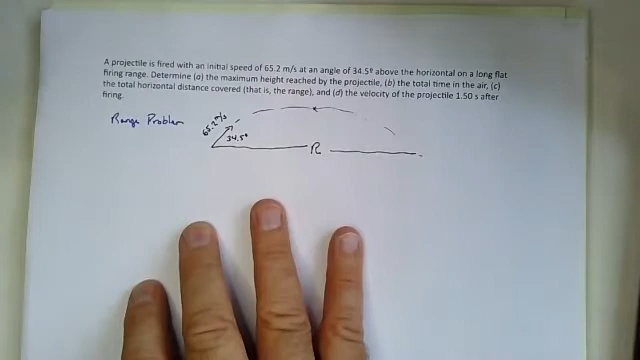 A projectile is fired with an initial speed of 65.2 m/s at an angle of 34.5º above the horizontal on a long flat
firing range. Determine (a) the maximum height reached by the projectile, (b) the total time in the air, (c)
the total horizontal distance covered (that is, the range), and (d) the velocity of the projectile 1.50 s after
firing.
Range Problem
65.2 m/s
34.5º
R